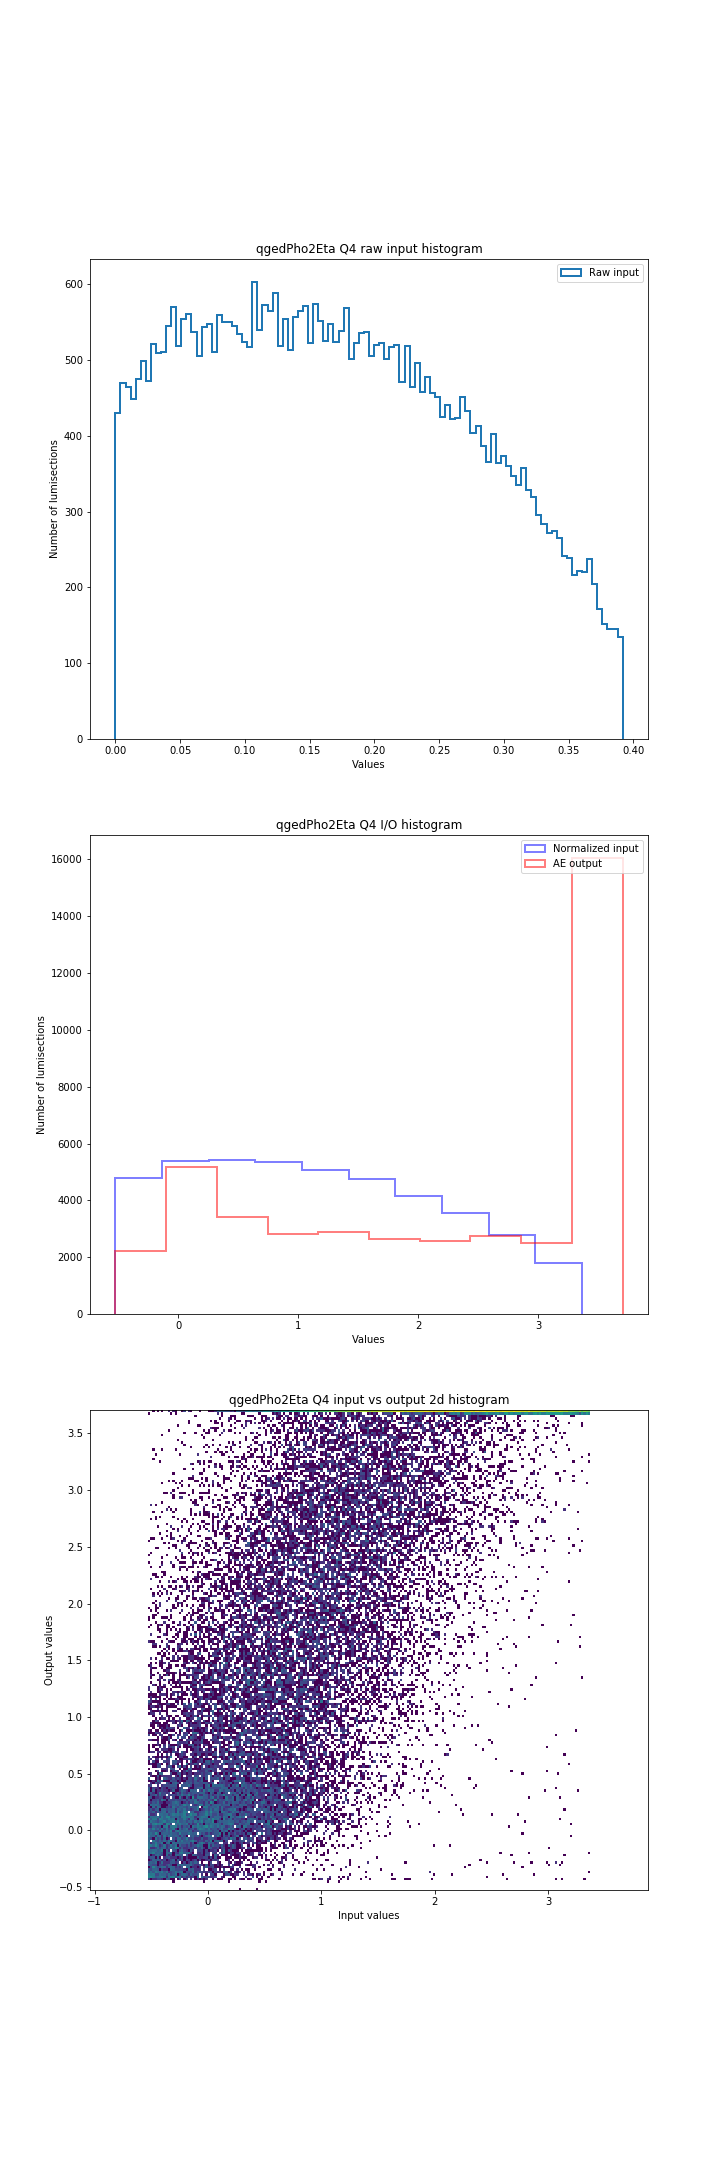 qgedPho2Eta Q4 raw input histogram
Raw input
600
500
400
300
200
100
0
Number of lumisections
0.00 0.05 0.10 0.15 0.20 0.25 0.30 0.35 0.40
Values
qgedPho2Eta Q4 I/O histogram
Normalized input
AE output
16000
14000
12000
10000
8000
6000
4000
2000
0
Number of lumisections
0 1 2 3
Values
qgedPho2Eta Q4 input vs output 2d histogram
3.5
3.0
2.5
2.0
1.5
1.0
0.5
0.0
−0.5
Output values
−1 0 1 2 3
Input values